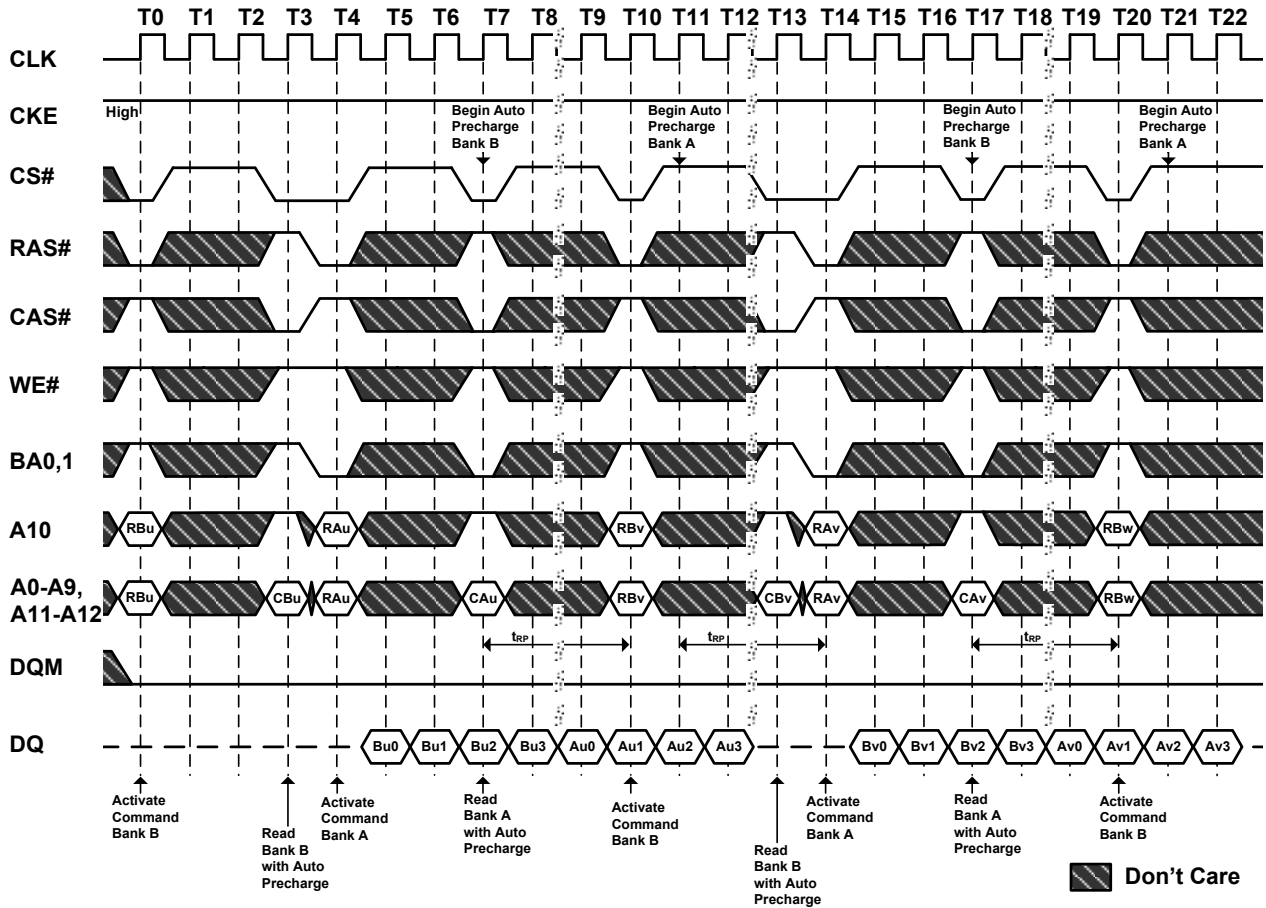 T0 T1 T2 T3 T4 T5 T6 T7 T8 T9 T10 T11 T12 T13 T14 T15 T16 T17 T18 T19 T20 T21 T22
CLK
CKE
High
Begin Auto
Precharge
Bank B
Begin Auto
Precharge
Bank A
Begin Auto
Precharge
Bank B
Begin Auto
Precharge
Bank A
CS#
RAS#
CAS#
WE#
BA0,1
A10
RBu RAu RBv RAv RBw
A0-A9,
A11-A12
RBu CBu RAu CAu RBv CBv RAv CAv RBw
tRP tRP tRP
DQM
DQ
Bu0 Bu1 Bu2 Bu3 Au0 Au1 Au2 Au3 Bv0 Bv1 Bv2 Bv3 Av0 Av1 Av2 Av3
Activate
Command
Bank B
Read
Bank B
with Auto
Precharge
Activate
Command
Bank A
Read
Bank A
with Auto
Precharge
Activate
Command
Bank B
Read
Bank B
with Auto
Precharge
Activate
Command
Bank A
Read
Bank A
with Auto
Precharge
Activate
Command
Bank B
Don't Care